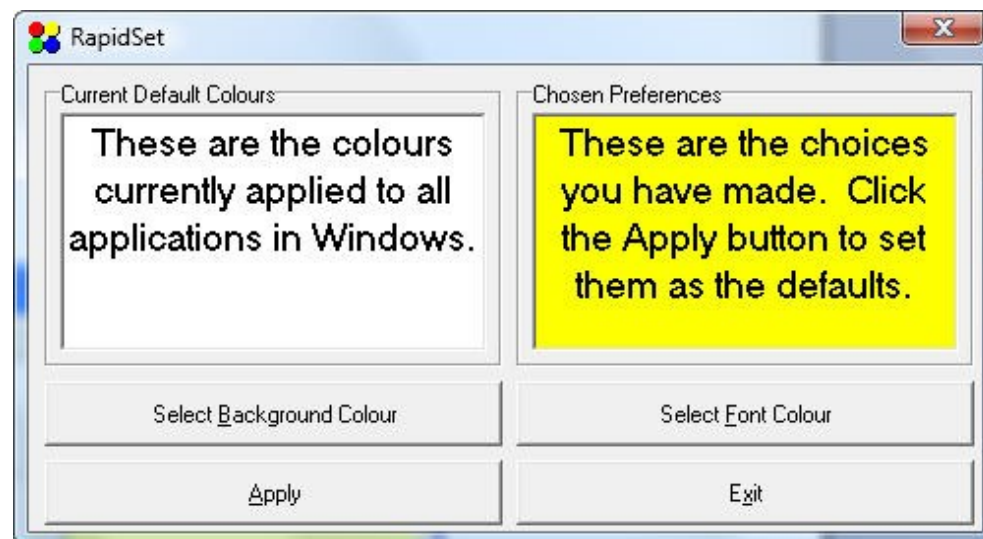 RapidSet
Current Default Colours
These are the colours
currently applied to all
applications in Windows.
Chosen Preferences
These are the choices
you have made.  Click
the Apply button to set
them as the defaults.
Select Background Colour
Select Font Colour
Apply
Exit